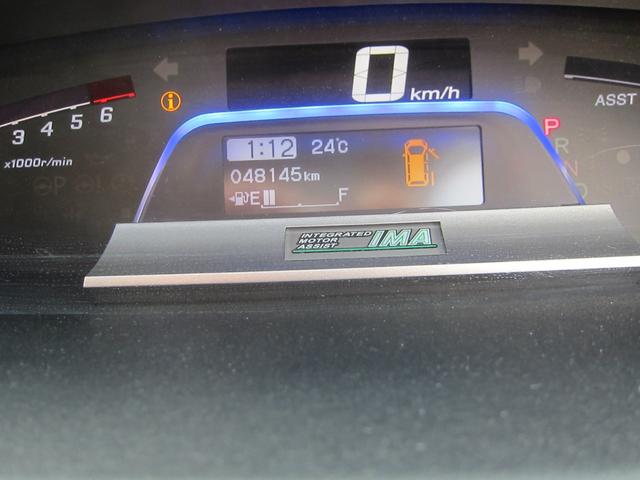 0 km/h
3 4 5 6
x1000r/min
i
ASST
P
R
N
D
1:12 24°C
048145km
E F
INTEGRATED
MOTOR
ASSIST
IMA